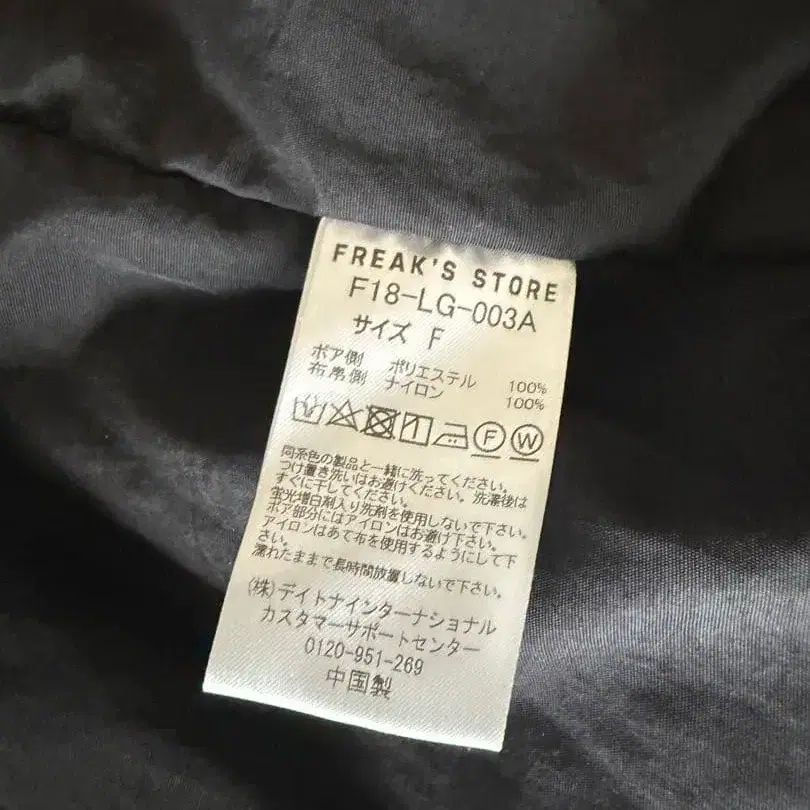 FREAK'S STORE
F18-LG-003A
サイズ F
ボア側 ポリエステル 100%
布帛側 ナイロン 100%
F W
同系色の製品と一緒に洗ってください。
つけ置き洗いはお避けください。洗濯後は
すぐに干してください。
蛍光増白剤入り洗剤を使用しないで下さい。
ボア部分にはアイロンはお避け下さい。
アイロンはあて布を使用するようにして下
さい。
濡れたままで長時間放置しないで下さい。
(株)デイトナインターナショナル
カスタマーサポートセンター
0120-951-269
中国製